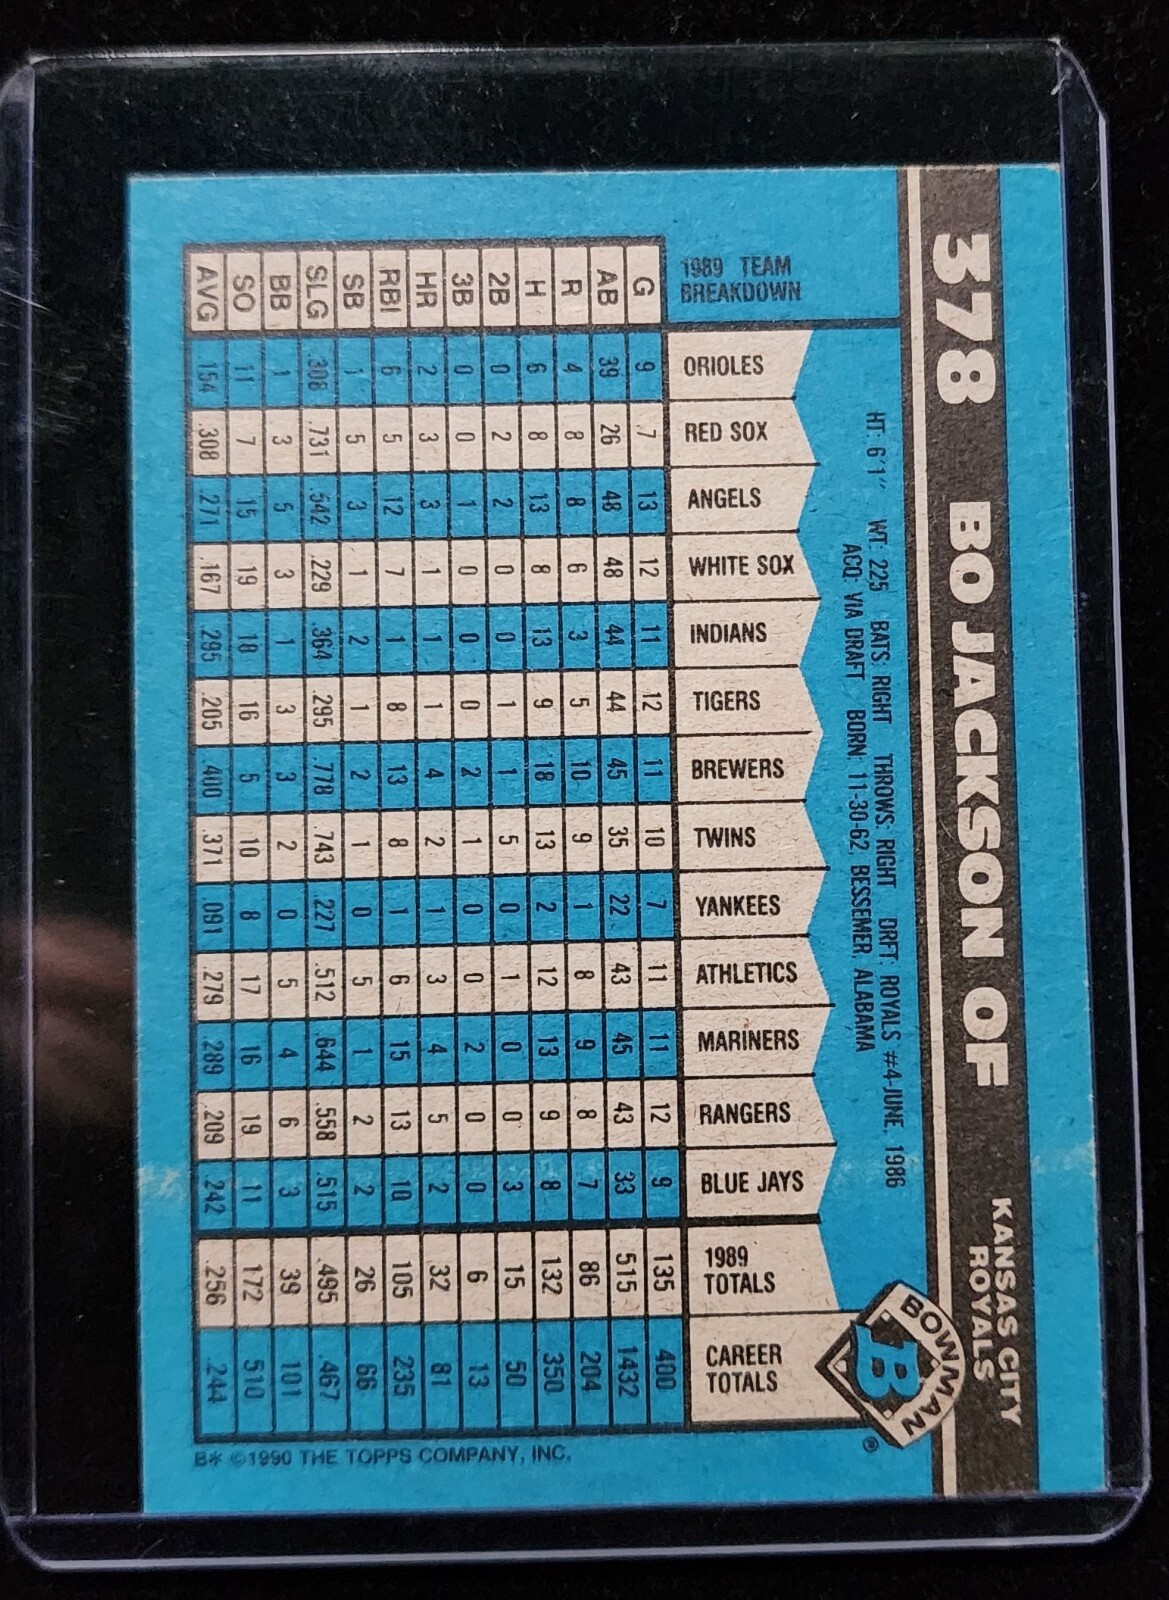 378 BO JACKSON OF KANSAS CITY
ROYALS
HT: 6'1" WT: 225 BATS: RIGHT THROWS: RIGHT DRFT: ROYALS #4-JUNE, 1986
ACQ: VIA DRAFT BORN: 11-30-62, BESSEMER, ALABAMA
BOWMAN
B
®
1989 TEAM
BREAKDOWN
G AB R H 2B 3B HR RBI SB SLG BB SO AVG
ORIOLES 9 39 4 6 0 0 2 6 1 .308 1 11 .154
RED SOX 7 26 8 8 2 0 3 5 5 .731 3 7 .308
ANGELS 13 48 8 13 2 1 3 12 3 .542 5 15 .271
WHITE SOX 12 48 6 8 0 0 1 7 1 .229 3 19 .167
INDIANS 11 44 3 13 0 0 1 1 2 .364 1 18 .295
TIGERS 12 44 5 9 1 0 1 8 1 .295 3 16 .205
BREWERS 11 45 10 18 1 2 4 13 2 .778 3 5 .400
TWINS 10 35 9 13 5 1 2 8 1 .743 2 10 .371
YANKEES 7 22 1 2 0 0 1 1 0 .227 0 8 .091
ATHLETICS 11 43 8 12 1 0 3 6 5 .512 5 17 .279
MARINERS 11 45 9 13 0 2 4 15 1 .644 4 16 .289
RANGERS 12 43 8 9 0 0 5 13 2 .558 6 19 .209
BLUE JAYS 9 33 7 8 3 0 2 10 2 .515 3 11 .242
1989
TOTALS 135 515 86 132 15 6 32 105 26 .495 39 172 .256
CAREER
TOTALS 400 1432 204 350 50 13 81 235 66 .467 101 510 .244
B* ©1990 THE TOPPS COMPANY, INC.